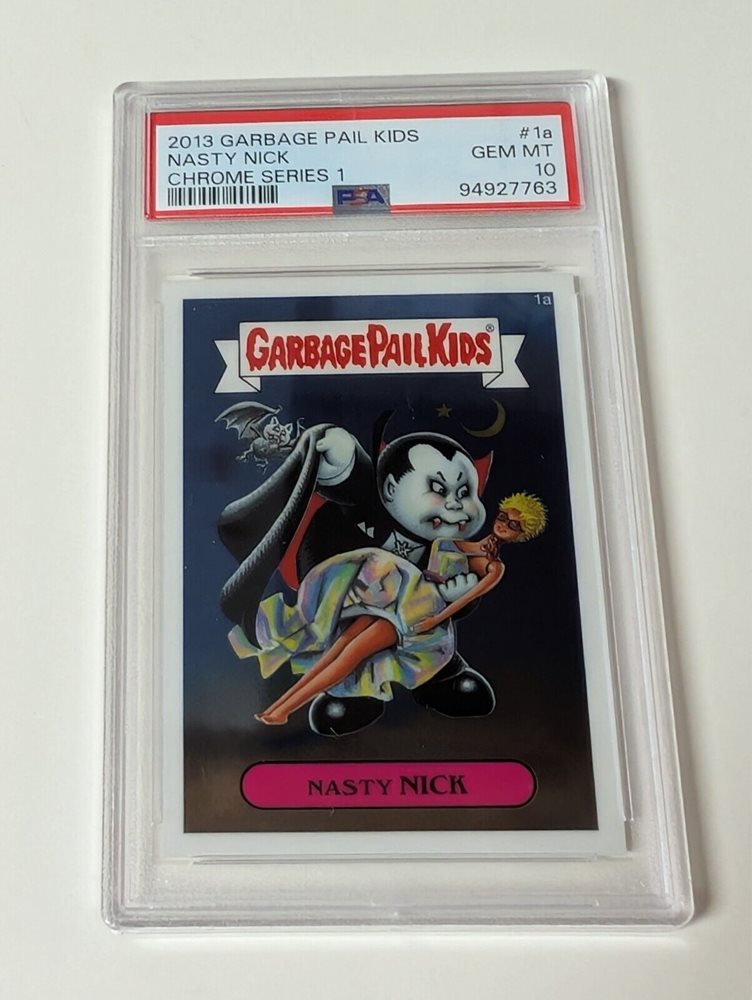 2013 GARBAGE PAIL KIDS #1a
NASTY NICK GEM MT
CHROME SERIES 1 10
PSA 94927763
1a
GARBAGE PAIL KIDS®
NASTY NICK